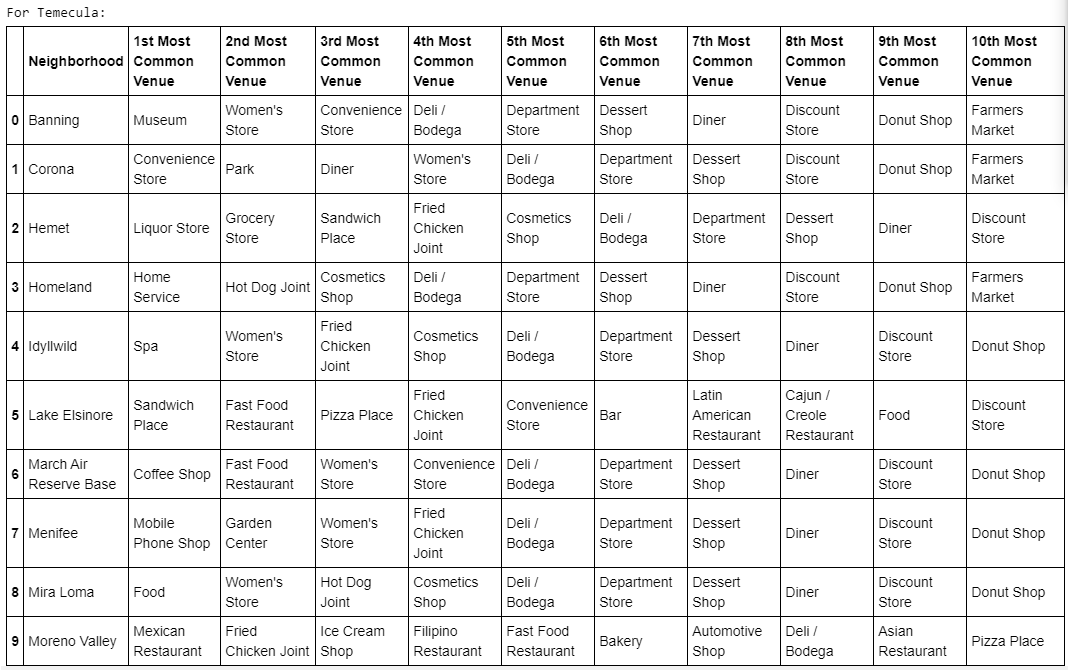 For Temecula:
Neighborhood | 1st Most Common Venue | 2nd Most Common Venue | 3rd Most Common Venue | 4th Most Common Venue | 5th Most Common Venue | 6th Most Common Venue | 7th Most Common Venue | 8th Most Common Venue | 9th Most Common Venue | 10th Most Common Venue
0 | Banning | Museum | Women's Store | Convenience Store | Deli / Bodega | Department Store | Dessert Shop | Diner | Discount Store | Donut Shop | Farmers Market
1 | Corona | Convenience Store | Park | Diner | Women's Store | Deli / Bodega | Department Store | Dessert Shop | Discount Store | Donut Shop | Farmers Market
2 | Hemet | Liquor Store | Grocery Store | Sandwich Place | Fried Chicken Joint | Cosmetics Shop | Deli / Bodega | Department Store | Dessert Shop | Diner | Discount Store
3 | Homeland | Home Service | Hot Dog Joint | Cosmetics Shop | Deli / Bodega | Department Store | Dessert Shop | Diner | Discount Store | Donut Shop | Farmers Market
4 | Idyllwild | Spa | Women's Store | Fried Chicken Joint | Cosmetics Shop | Deli / Bodega | Department Store | Dessert Shop | Diner | Discount Store | Donut Shop
5 | Lake Elsinore | Sandwich Place | Fast Food Restaurant | Pizza Place | Fried Chicken Joint | Convenience Store | Bar | Latin American Restaurant | Cajun / Creole Restaurant | Food | Discount Store
6 | March Air Reserve Base | Coffee Shop | Fast Food Restaurant | Women's Store | Convenience Store | Deli / Bodega | Department Store | Dessert Shop | Diner | Discount Store | Donut Shop
7 | Menifee | Mobile Phone Shop | Garden Center | Women's Store | Fried Chicken Joint | Deli / Bodega | Department Store | Dessert Shop | Diner | Discount Store | Donut Shop
8 | Mira Loma | Food | Women's Store | Hot Dog Joint | Cosmetics Shop | Deli / Bodega | Department Store | Dessert Shop | Diner | Discount Store | Donut Shop
9 | Moreno Valley | Mexican Restaurant | Fried Chicken Joint | Ice Cream Shop | Filipino Restaurant | Fast Food Restaurant | Bakery | Automotive Shop | Deli / Bodega | Asian Restaurant | Pizza Place